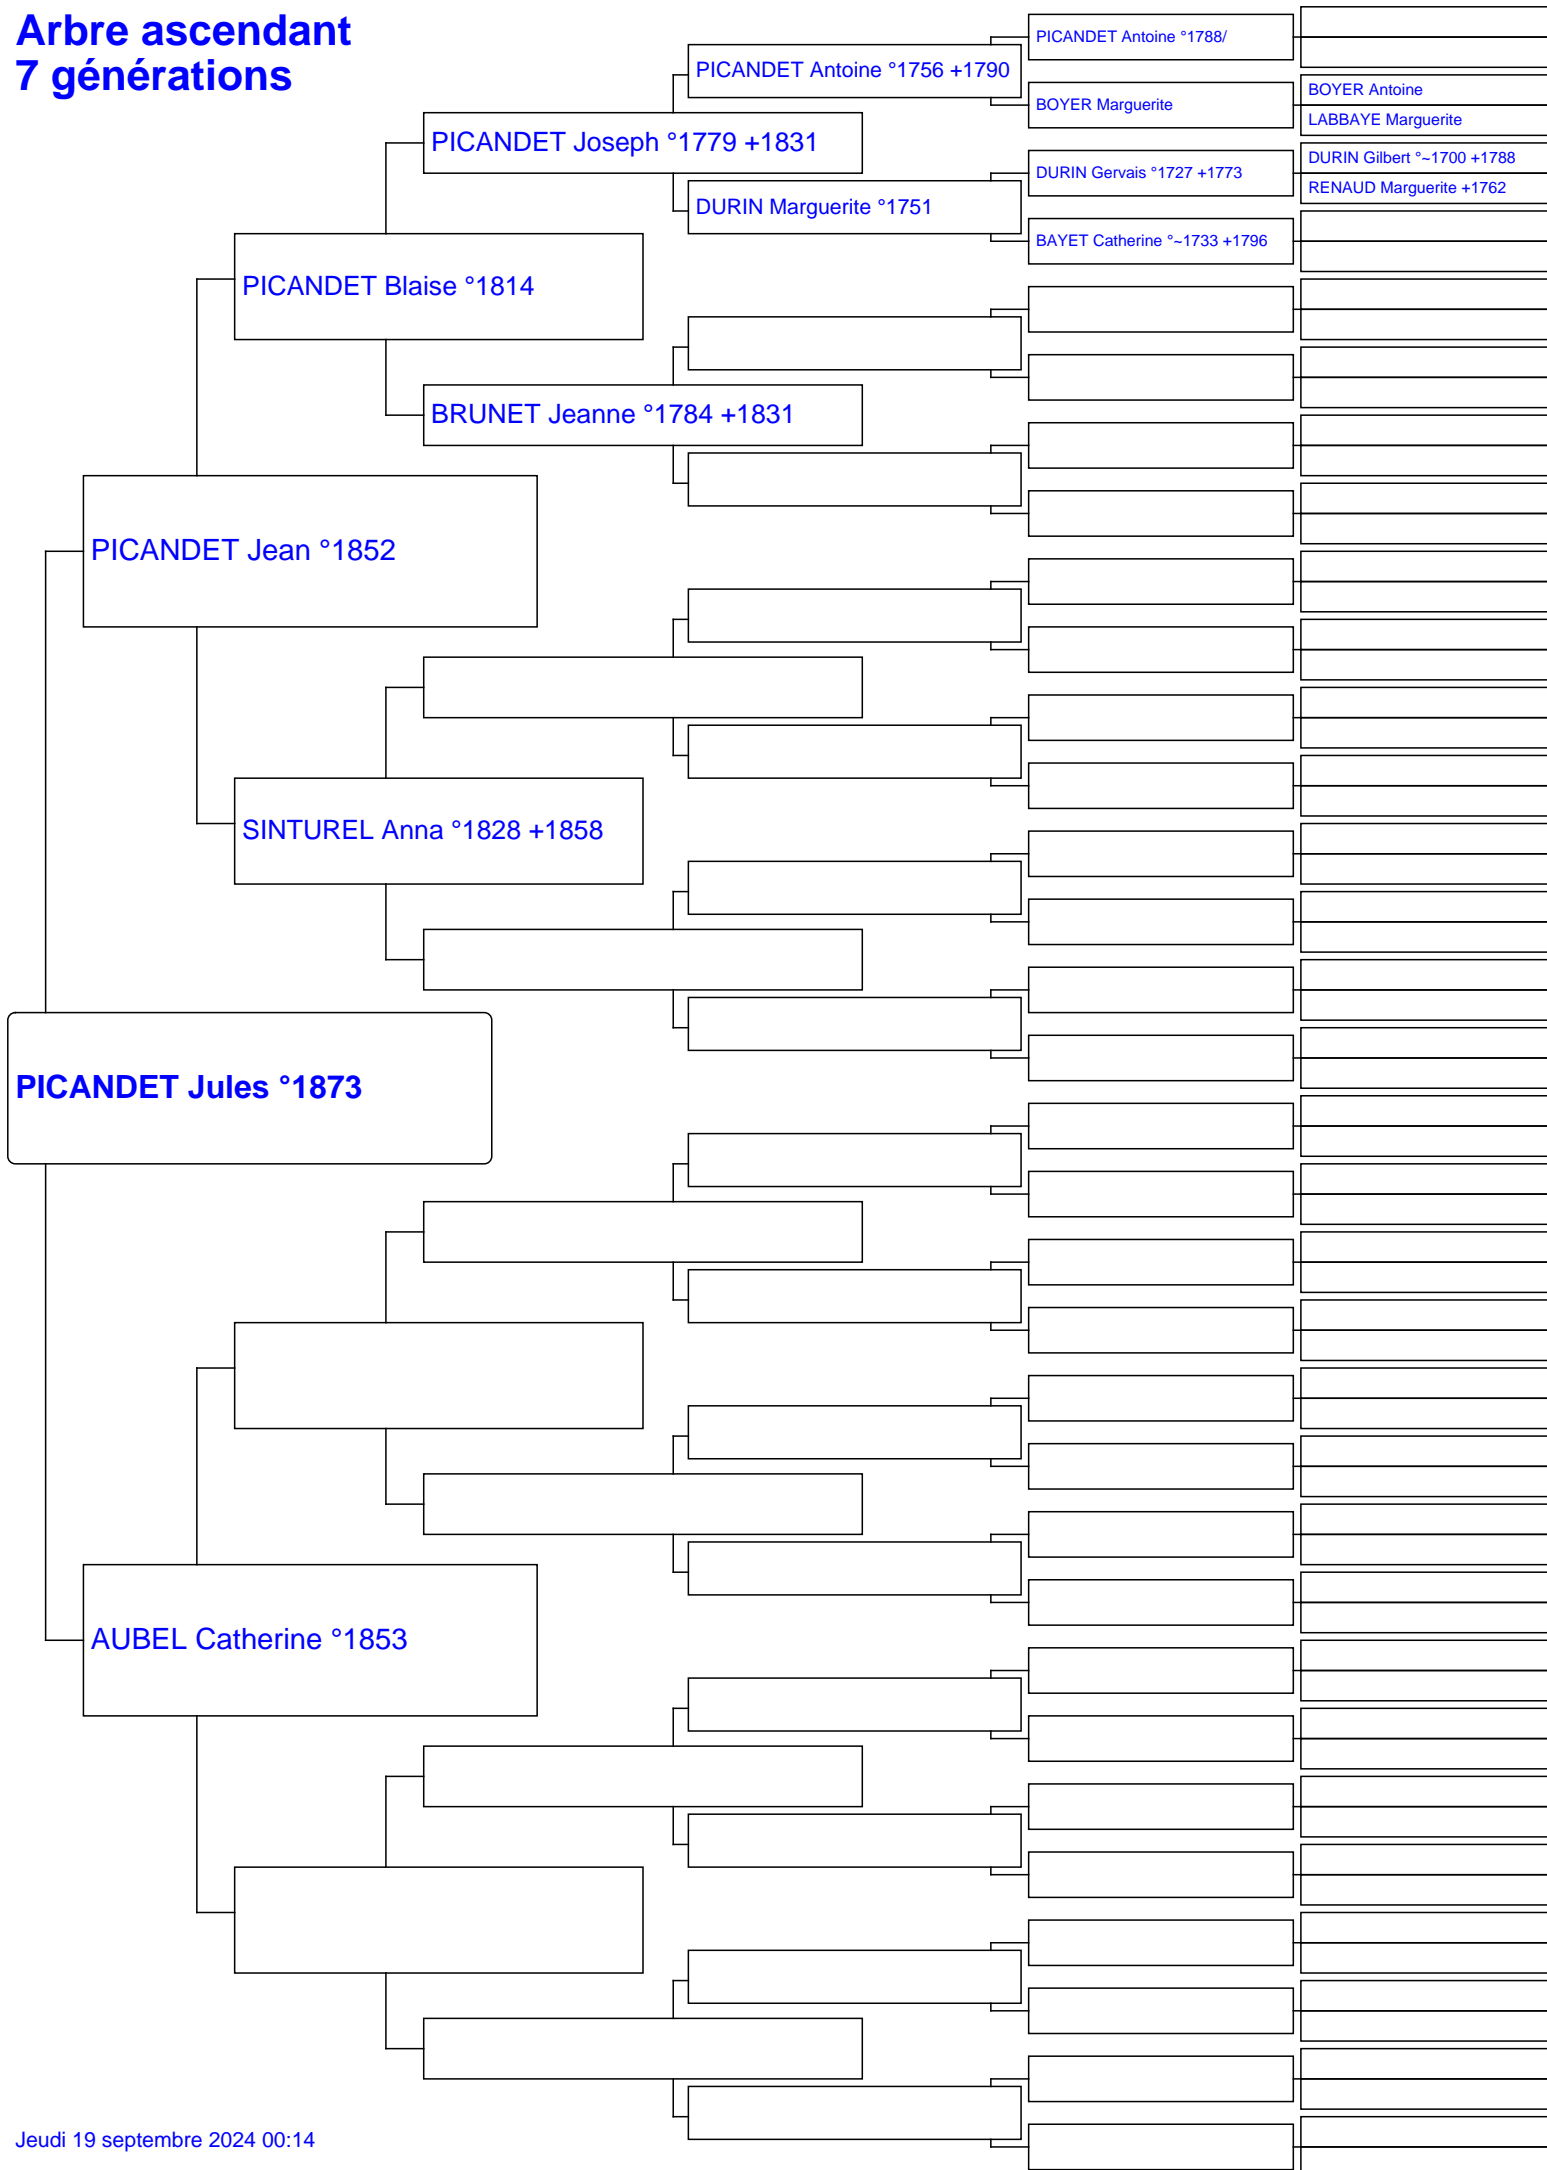 Arbre ascendant
7 générations
PICANDET Antoine °1788/
PICANDET Antoine °1756 +1790
BOYER Antoine
BOYER Marguerite
LABBAYE Marguerite
PICANDET Joseph °1779 +1831
DURIN Gilbert °~1700 +1788
DURIN Gervais °1727 +1773
RENAUD Marguerite +1762
DURIN Marguerite °1751
BAYET Catherine °~1733 +1796
PICANDET Blaise °1814
BRUNET Jeanne °1784 +1831
PICANDET Jean °1852
SINTUREL Anna °1828 +1858
PICANDET Jules °1873
AUBEL Catherine °1853
Jeudi 19 septembre 2024 00:14